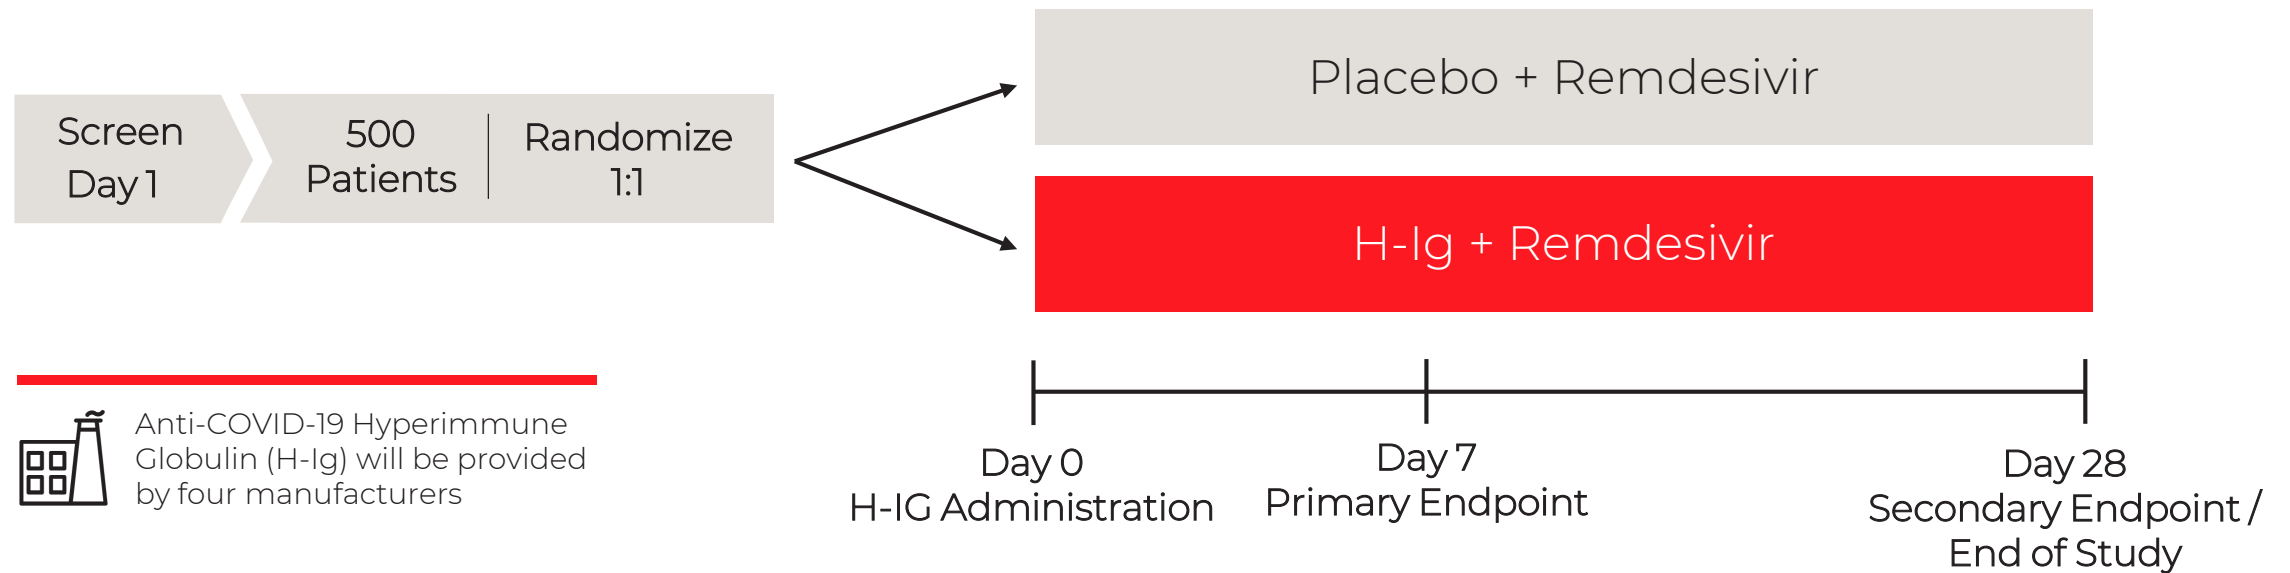 Screen
Day 1
500
Patients
Randomize
1:1
Placebo + Remdesivir
H-Ig + Remdesivir
Anti-COVID-19 Hyperimmune
Globulin (H-Ig) will be provided
by four manufacturers
Day 0
H-IG Administration
Day 7
Primary Endpoint
Day 28
Secondary Endpoint /
End of Study